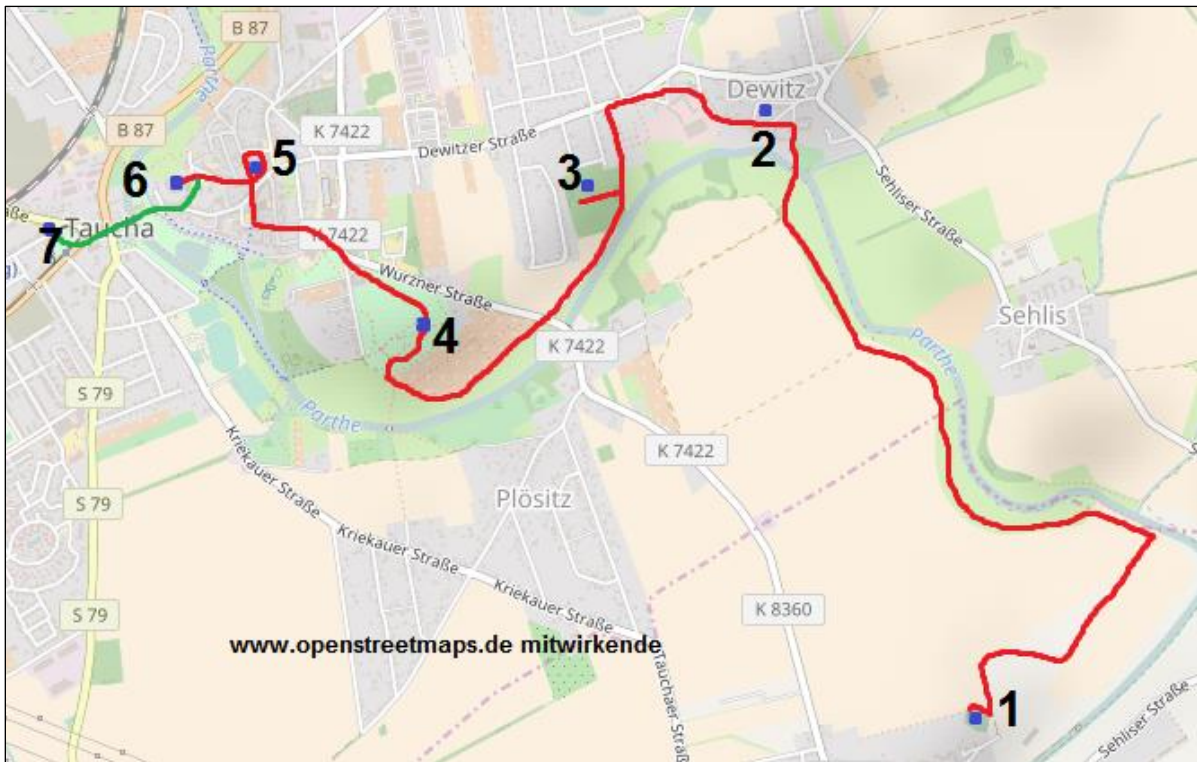 B 87
Parthe
B 87
K 7422
Dewitz
2
Dewitzer Straße
5
6
3
Sehliser Straße
aße
Taucha
7
g)
K 7422
Wurzner Straße
4
K 7422
Sehlis
Parthe
S 79
Parthe
Kriekauer Straße
K 7422
Plösitz
S 79
Kriekauer Straße
Kriekauer Straße
S 79
K 8360
www.openstreetmaps.de mitwirkende
Tauchaer Straße
1
Sehliser Straße